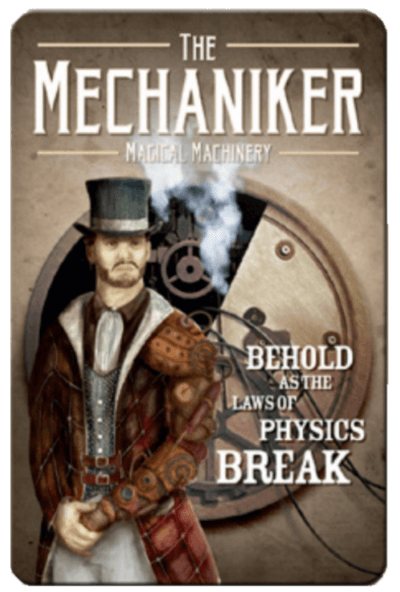 THE
MECHANIKER
MAGICAL MACHINERY
BEHOLD
AS THE
LAWS OF
PHYSICS
BREAK